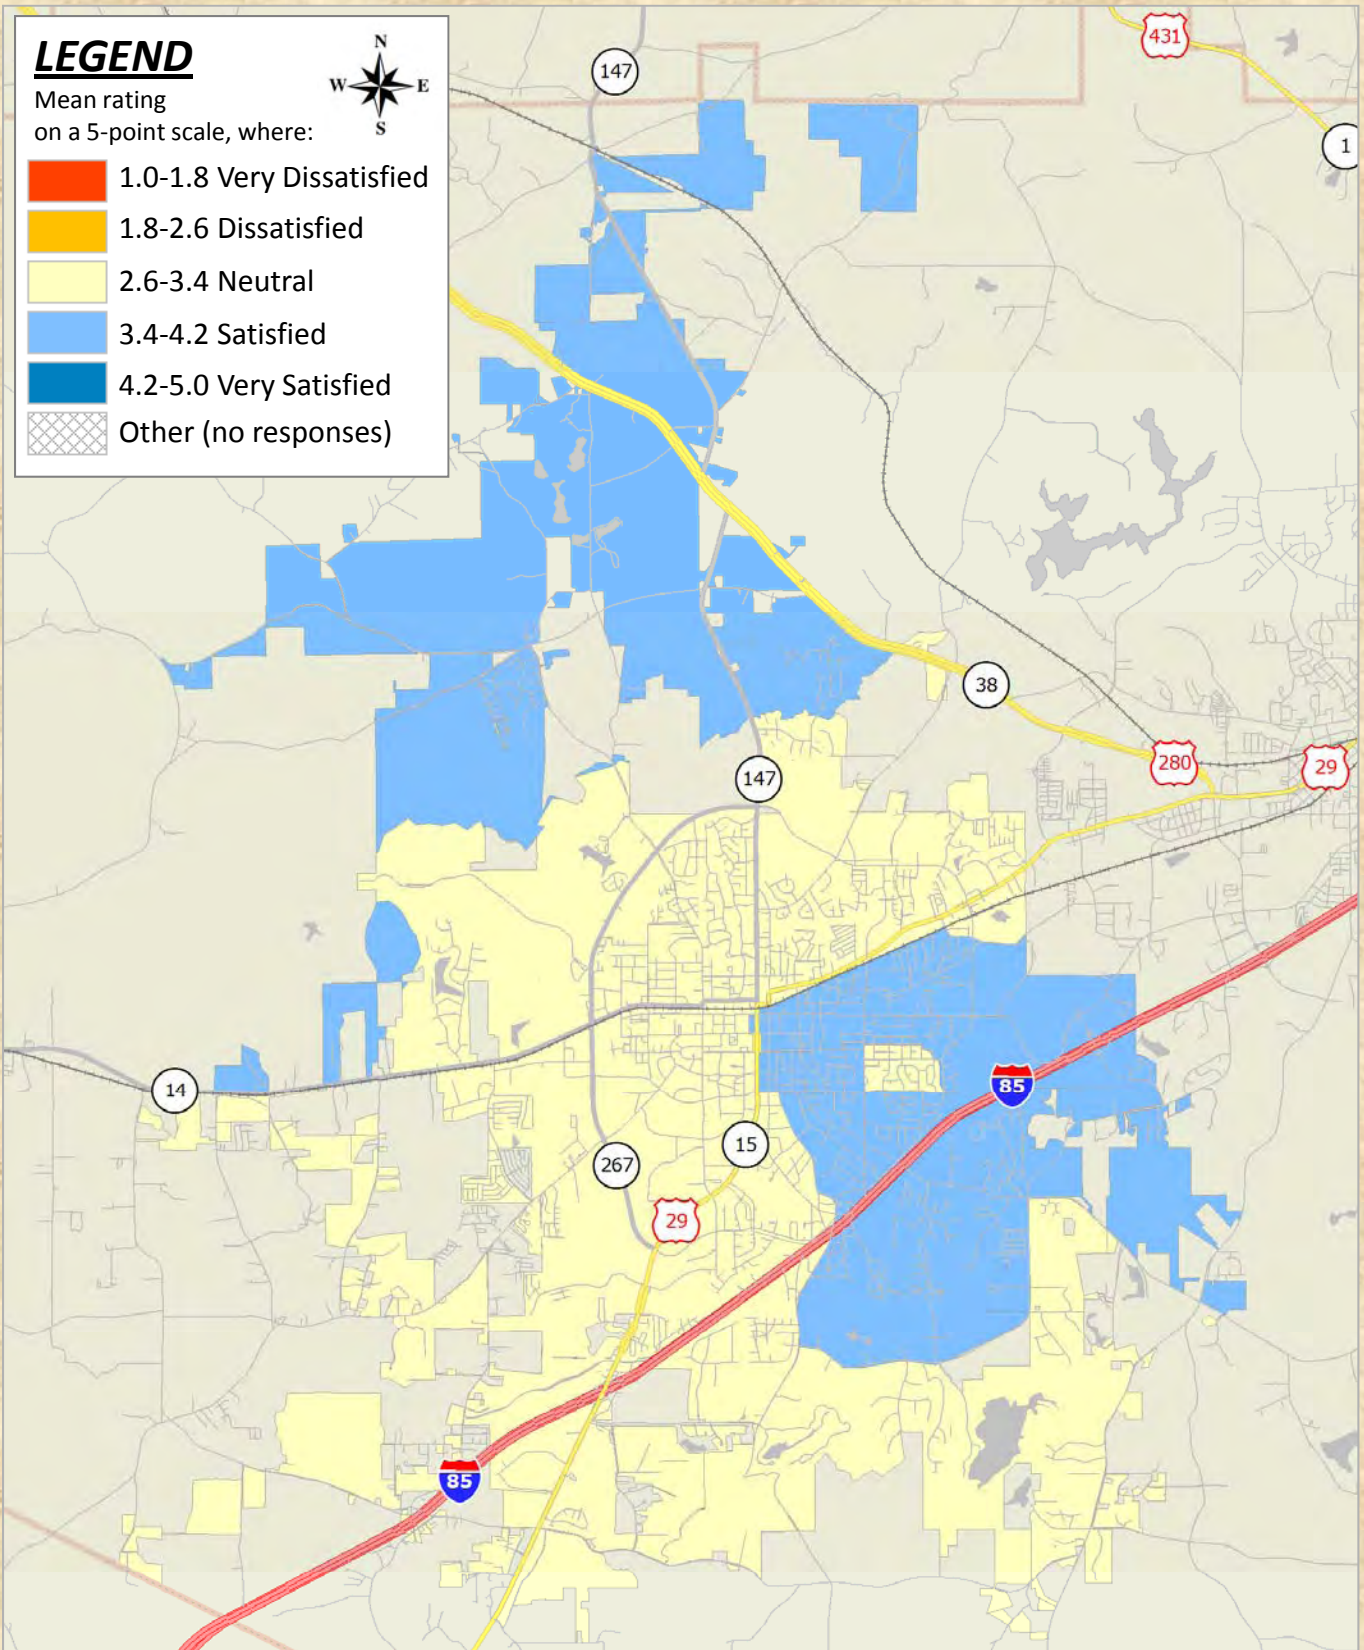 LEGEND
N
W E
S
Mean rating
on a 5-point scale, where:
1.0-1.8 Very Dissatisfied
1.8-2.6 Dissatisfied
2.6-3.4 Neutral
3.4-4.2 Satisfied
4.2-5.0 Very Satisfied
Other (no responses)
147
431
1
38
280
29
147
85
14
15
267
29
85